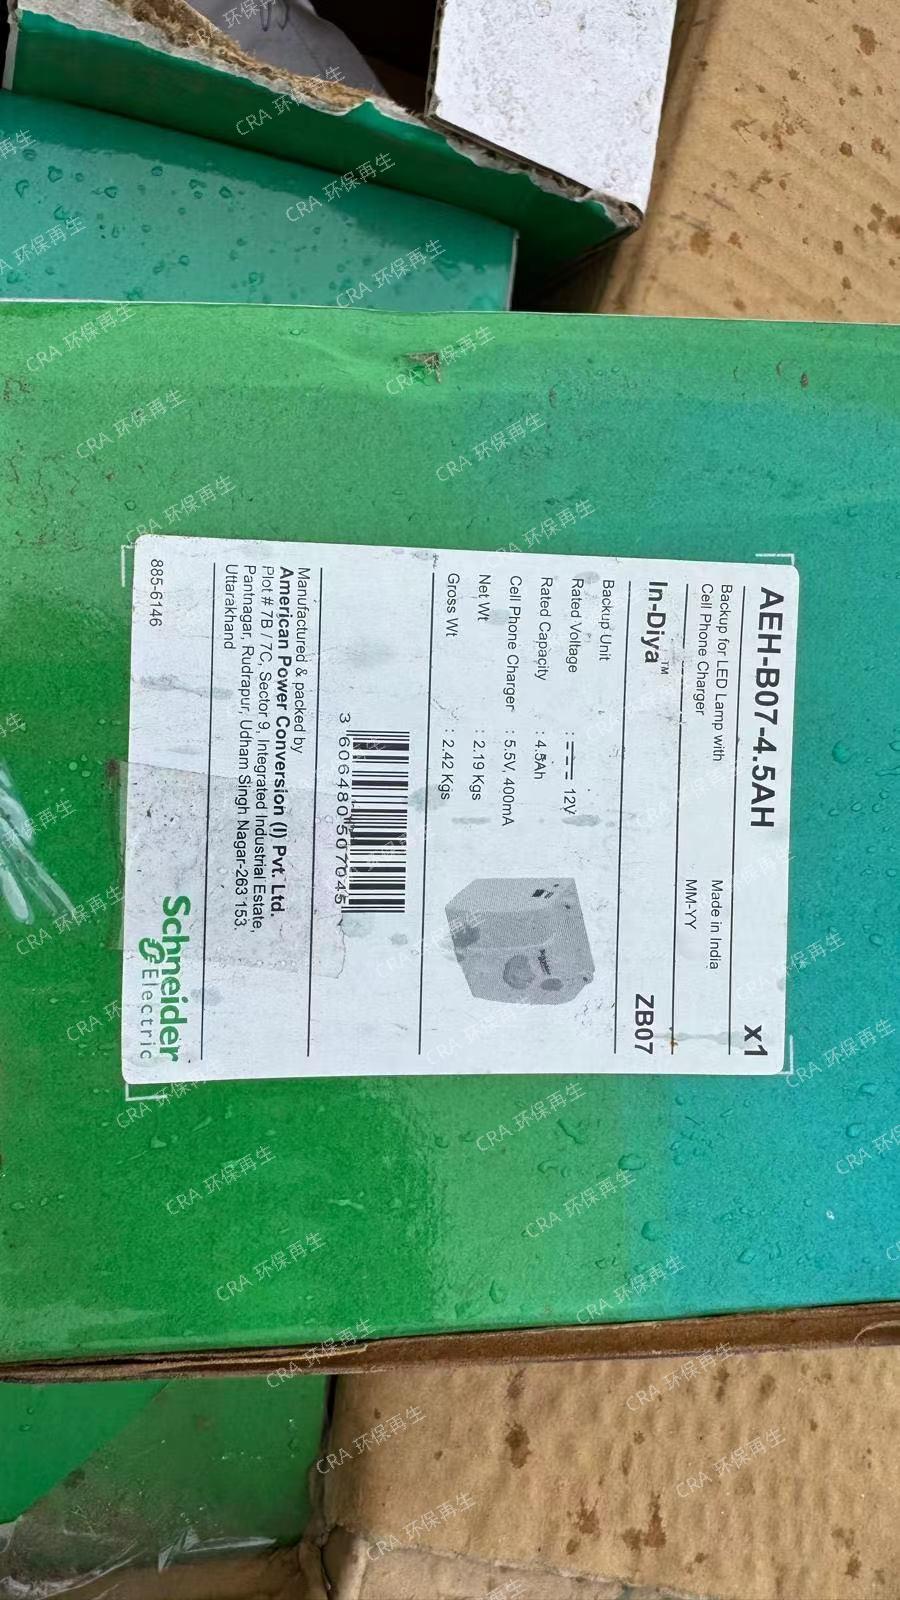 AEH-B07-4.5AH x1
Backup for LED Lamp with
Cell Phone Charger
Made in India
MM-YY
In-Diya™ ZB07
Backup Unit
Rated Voltage : 12V
Rated Capacity : 4.5Ah
Cell Phone Charger : 5.5V, 400mA
Net Wt : 2.19 Kgs
Gross Wt : 2.42 Kgs
3 606480 507045
Manufactured & packed by
American Power Conversion (I) Pvt. Ltd.
Plot # 7B / 7C, Sector 9, Integrated Industrial Estate,
Pantnagar, Rudrapur, Udham Singh Nagar-263 153.
Uttarakhand
885-6146
Schneider
Electric
CRA 环保再生